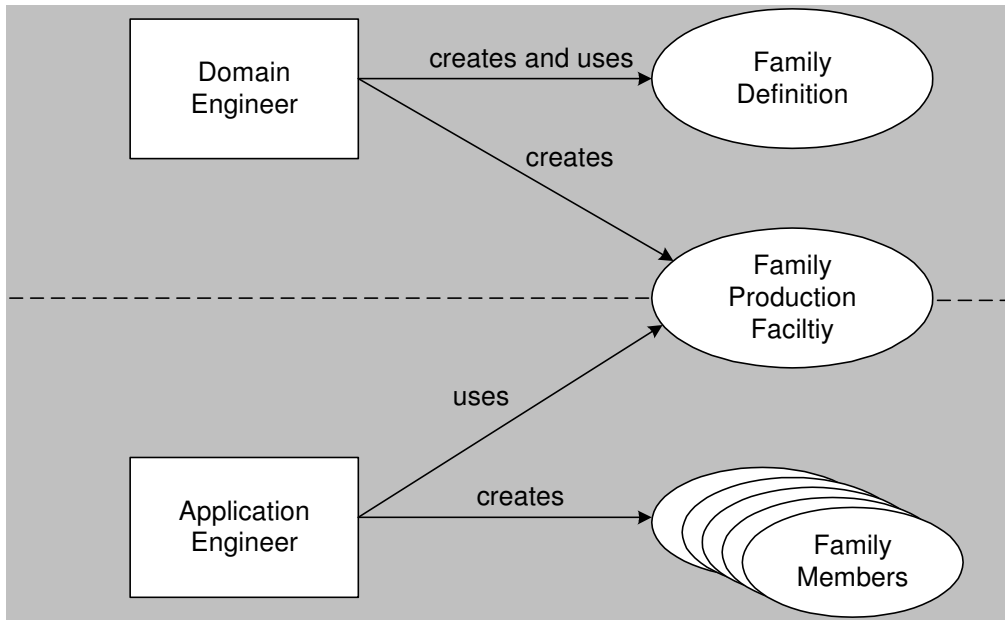 Domain
Engineer
creates and uses
Family
Definition
creates
Family
Production
Faciltiy
uses
Application
Engineer
creates
Family
Members